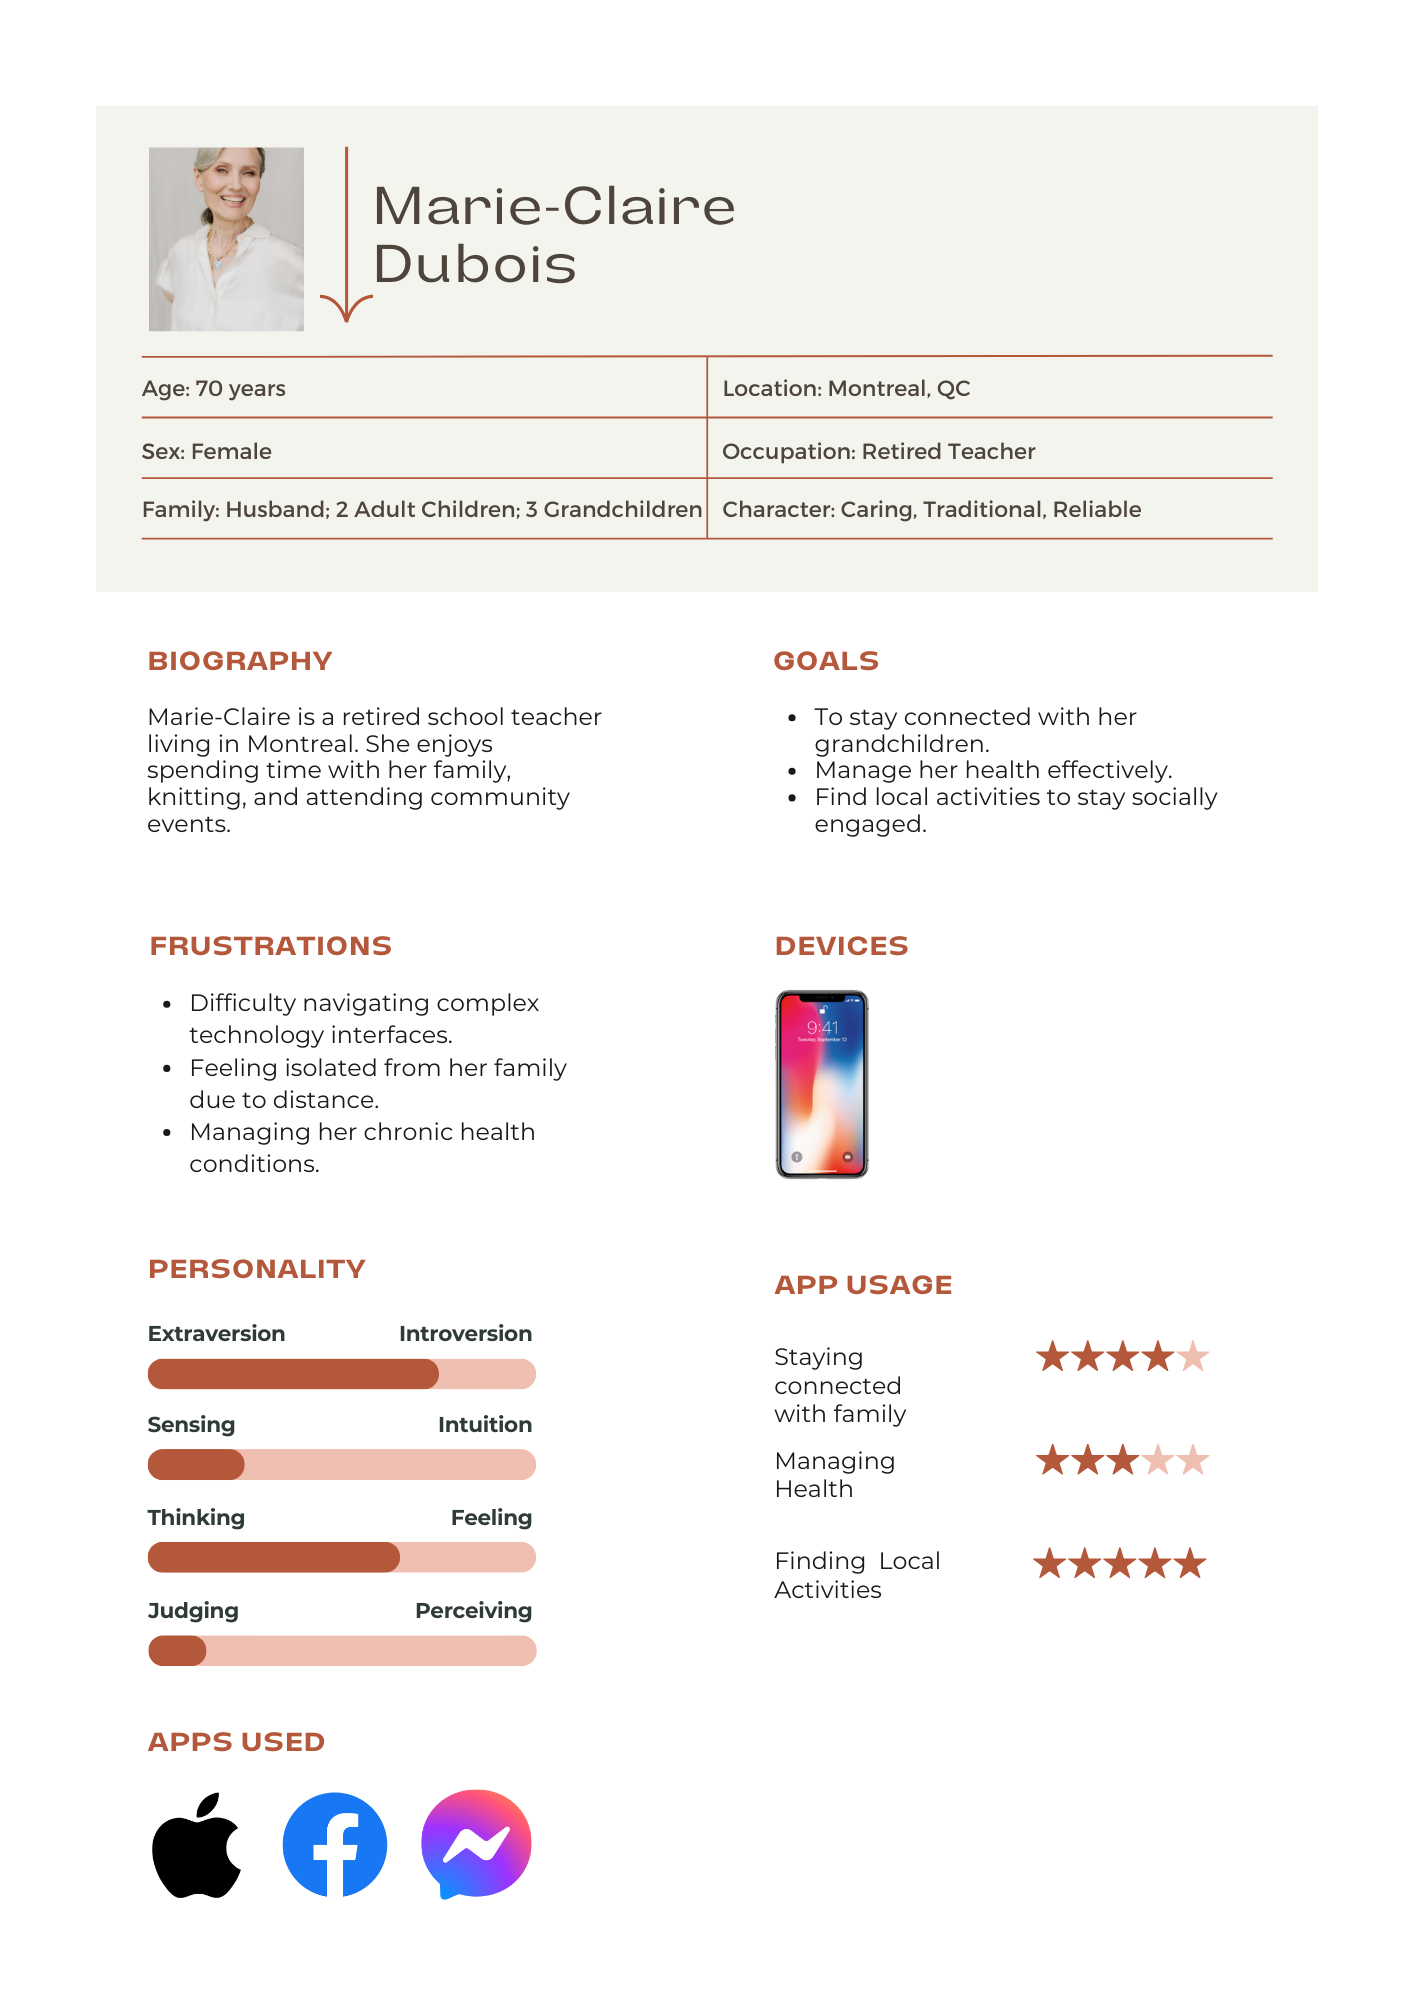 Marie-Claire
Dubois
Age: 70 years
Location: Montreal, QC
Sex: Female
Occupation: Retired Teacher
Family: Husband; 2 Adult Children; 3 Grandchildren
Character: Caring, Traditional, Reliable
BIOGRAPHY
Marie-Claire is a retired school teacher
living in Montreal. She enjoys
spending time with her family,
knitting, and attending community
events.
GOALS
• To stay connected with her
grandchildren.
• Manage her health effectively.
• Find local activities to stay socially
engaged.
FRUSTRATIONS
• Difficulty navigating complex
technology interfaces.
• Feeling isolated from her family
due to distance.
• Managing her chronic health
conditions.
DEVICES
9:41
Tuesday, September 12
PERSONALITY
Extraversion Introversion
Sensing Intuition
Thinking Feeling
Judging Perceiving
APP USAGE
Staying
connected
with family
Managing
Health
Finding Local
Activities
APPS USED